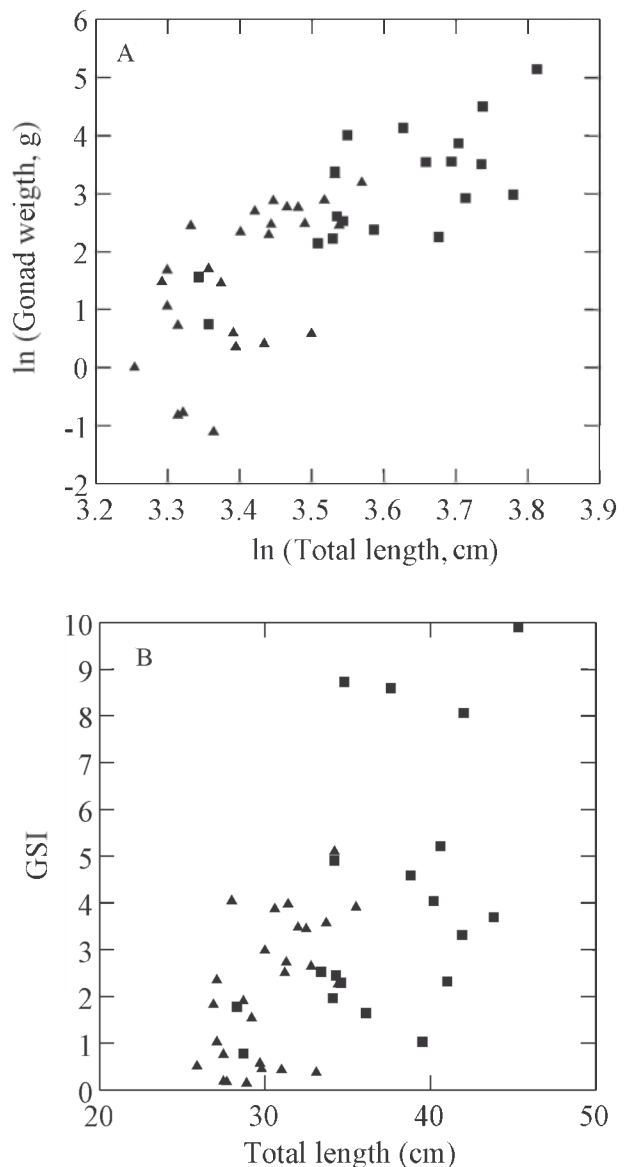 A
6
5
4
3
2
1
0
-1
-2
ln (Gonad weigth, g)
3.2 3.3 3.4 3.5 3.6 3.7 3.8 3.9
ln (Total length, cm)
B
10
9
8
7
6
5
4
3
2
1
0
GSI
20 30 40 50
Total length (cm)